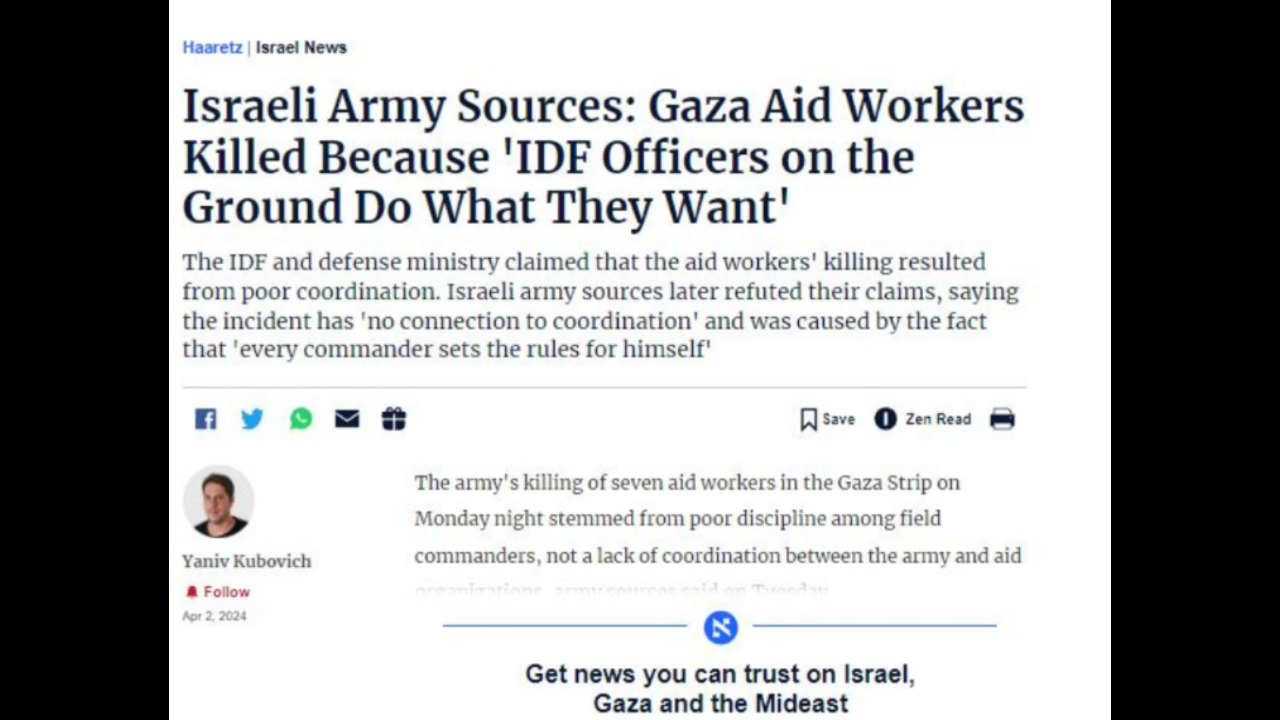 Haaretz | Israel News
Israeli Army Sources: Gaza Aid Workers
Killed Because 'IDF Officers on the
Ground Do What They Want'
The IDF and defense ministry claimed that the aid workers' killing resulted
from poor coordination. Israeli army sources later refuted their claims, saying
the incident has 'no connection to coordination' and was caused by the fact
that 'every commander sets the rules for himself'
Save Zen Read
The army's killing of seven aid workers in the Gaza Strip on
Monday night stemmed from poor discipline among field
commanders, not a lack of coordination between the army and aid
organizations, army sources said on Tuesday.
Yaniv Kubovich
Follow
Apr 2, 2024
Get news you can trust on Israel,
Gaza and the Mideast